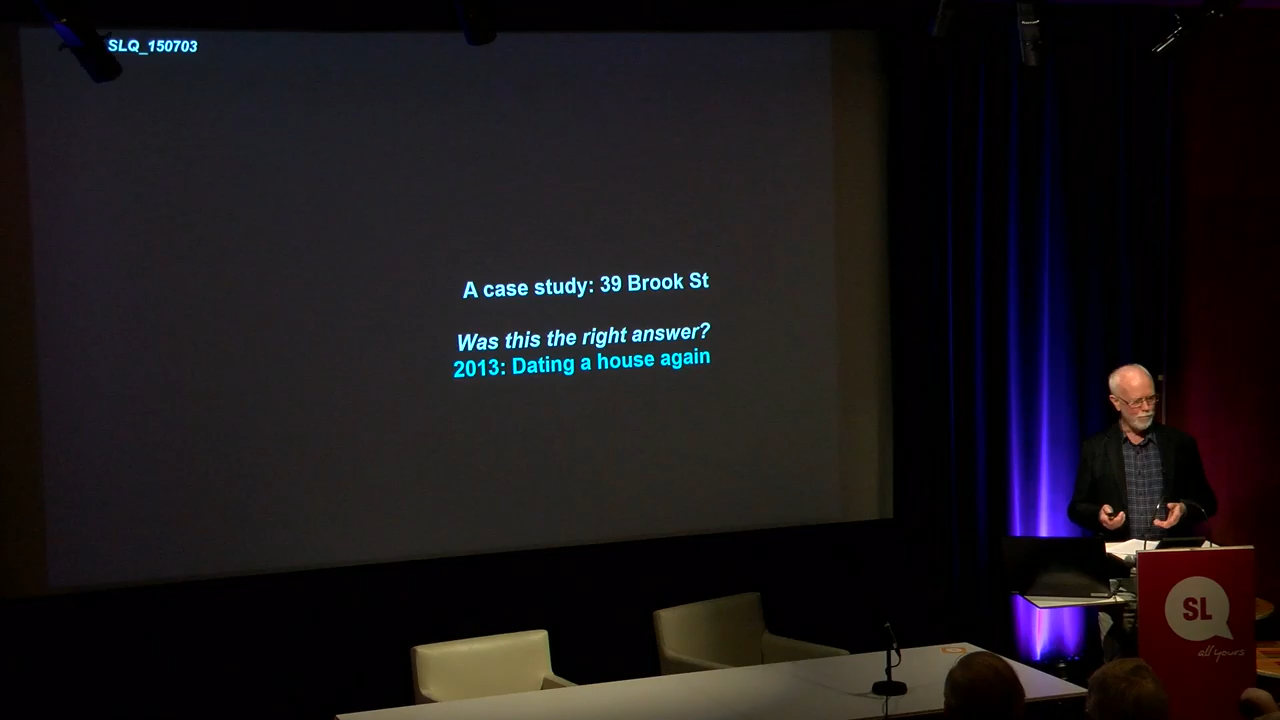 SLQ_150703
A case study: 39 Brook St
Was this the right answer?
2013: Dating a house again
SL
all yours